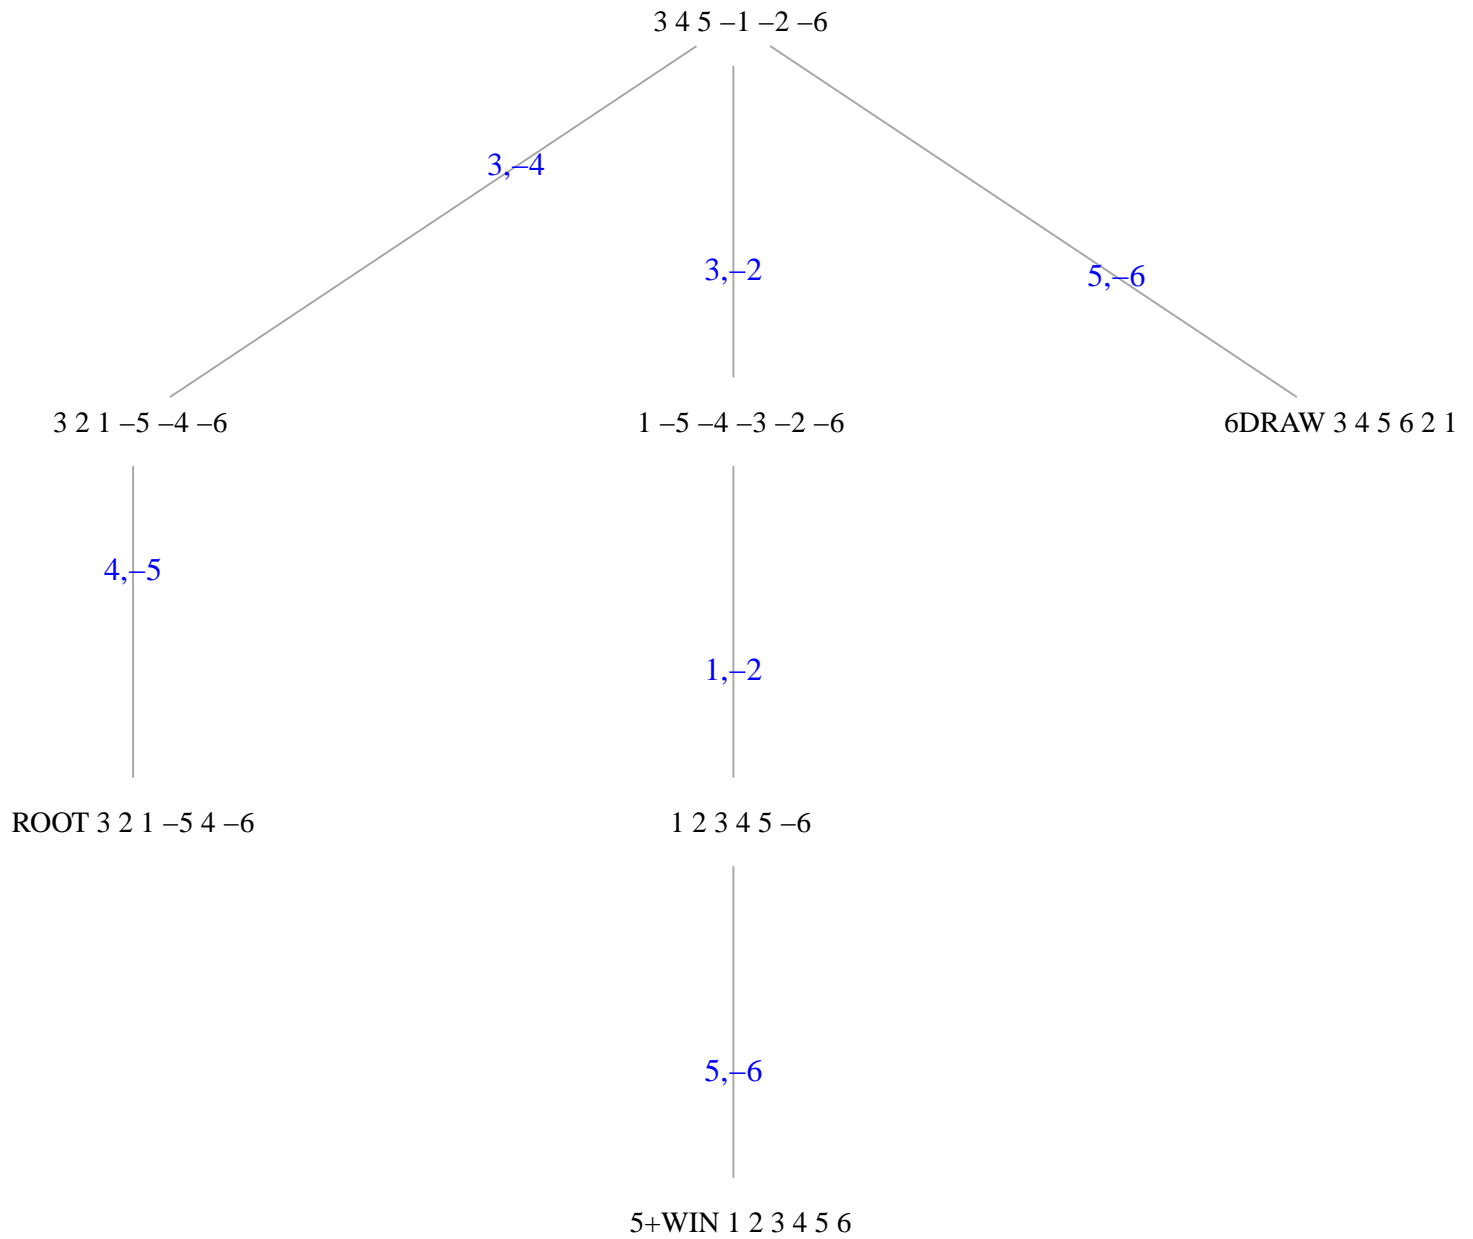 3 4 5 –1 –2 –6
3,–4
3,–2
5,–6
3 2 1 –5 –4 –6
1 –5 –4 –3 –2 –6
6DRAW 3 4 5 6 2 1
4,–5
1,–2
ROOT 3 2 1 –5 4 –6
1 2 3 4 5 –6
5,–6
5+WIN 1 2 3 4 5 6